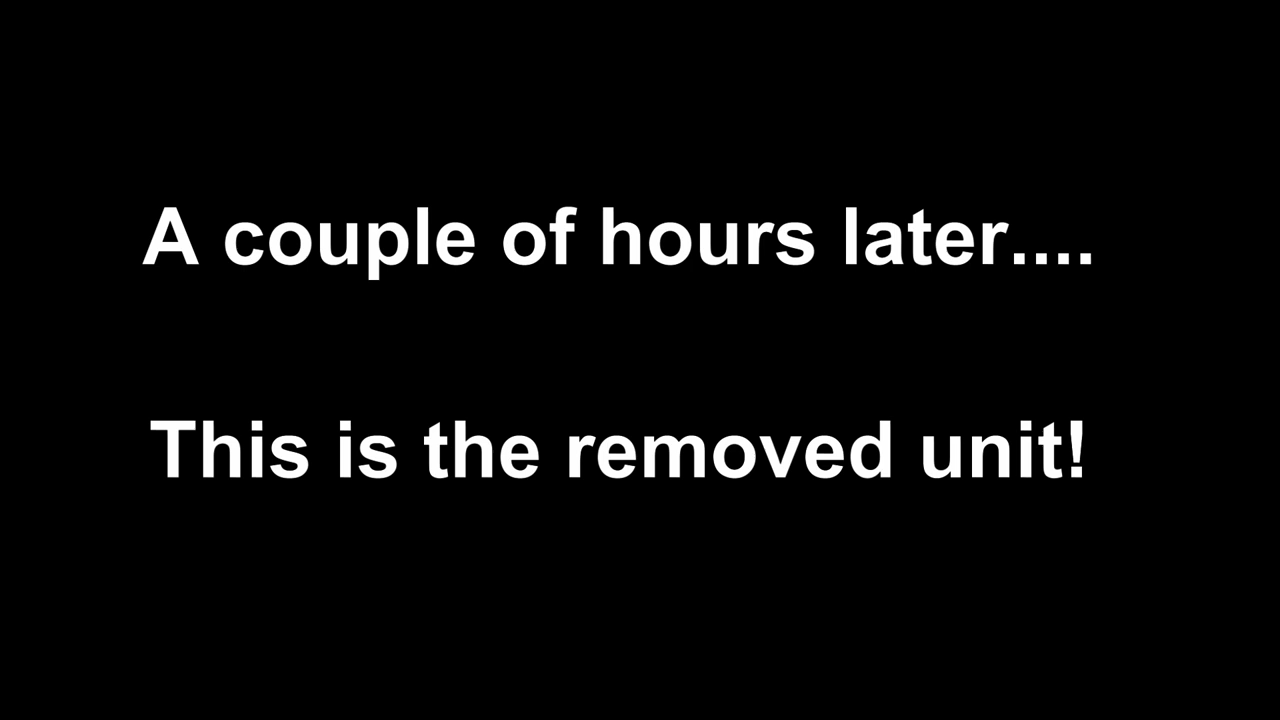 A couple of hours later....
This is the removed unit!